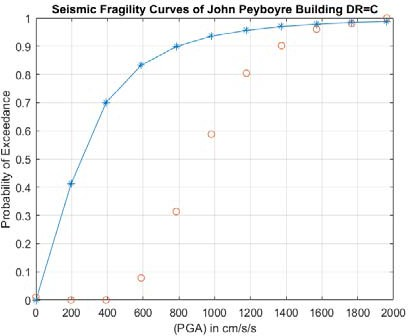 Seismic Fragility Curves of John Peyboyre Building DR=C
1
0.9
0.8
0.7
0.6
0.5
0.4
0.3
0.2
0.1
0
Probability of Exceedance
0 200 400 600 800 1000 1200 1400 1600 1800 2000
(PGA) in cm/s/s